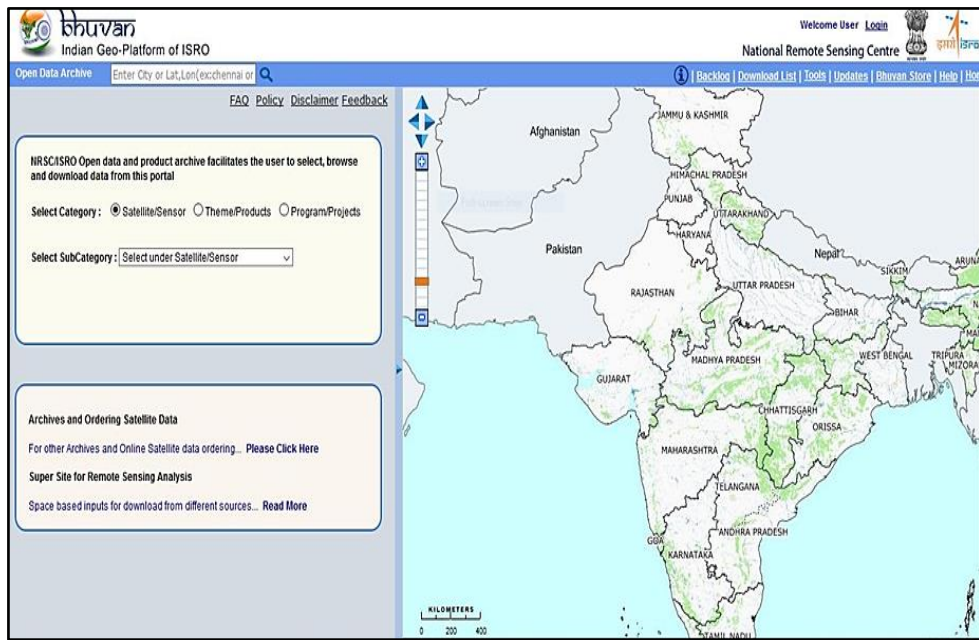 bhuvan
Indian Geo-Platform of ISRO
Welcome User Login
National Remote Sensing Centre
इसरो isro
Open Data Archive
Enter City or Lat,Lon(ex:chennai or
Backlog | Download List | Tools | Updates | Bhuvan Store | Help | Hom
FAQ Policy Disclaimer Feedback
NRSC/ISRO Open data and product archive facilitates the user to select, browse
and download data from this portal
Select Category : Satellite/Sensor Theme/Products Program/Projects
Select SubCategory : Select under Satellite/Sensor
Archives and Ordering Satellite Data
For other Archives and Online Satellite data ordering... Please Click Here
Super Site for Remote Sensing Analysis
Space based inputs for download from different sources... Read More
JAMMU & KASHMIR
Afghanistan
HIMACHAL PRADESH
PUNJAB
UTTARAKHAND
HARYANA
Pakistan
Nepal
ARUNA
SIKKIM
RAJASTHAN
UTTAR PRADESH
BIHAR
MADHYA PRADESH
WEST BENGAL
TRIPURA
MIZORA
GUJARAT
CHHATTISGARH
ORISSA
MAHARASHTRA
TELANGANA
GOA
ANDHRA PRADESH
KARNATAKA
TAMIL NADU
KILOMETERS
0 200 400